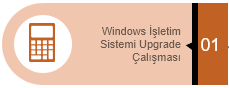 Windows İşletim
Sistemi Upgrade
Çalışması
01